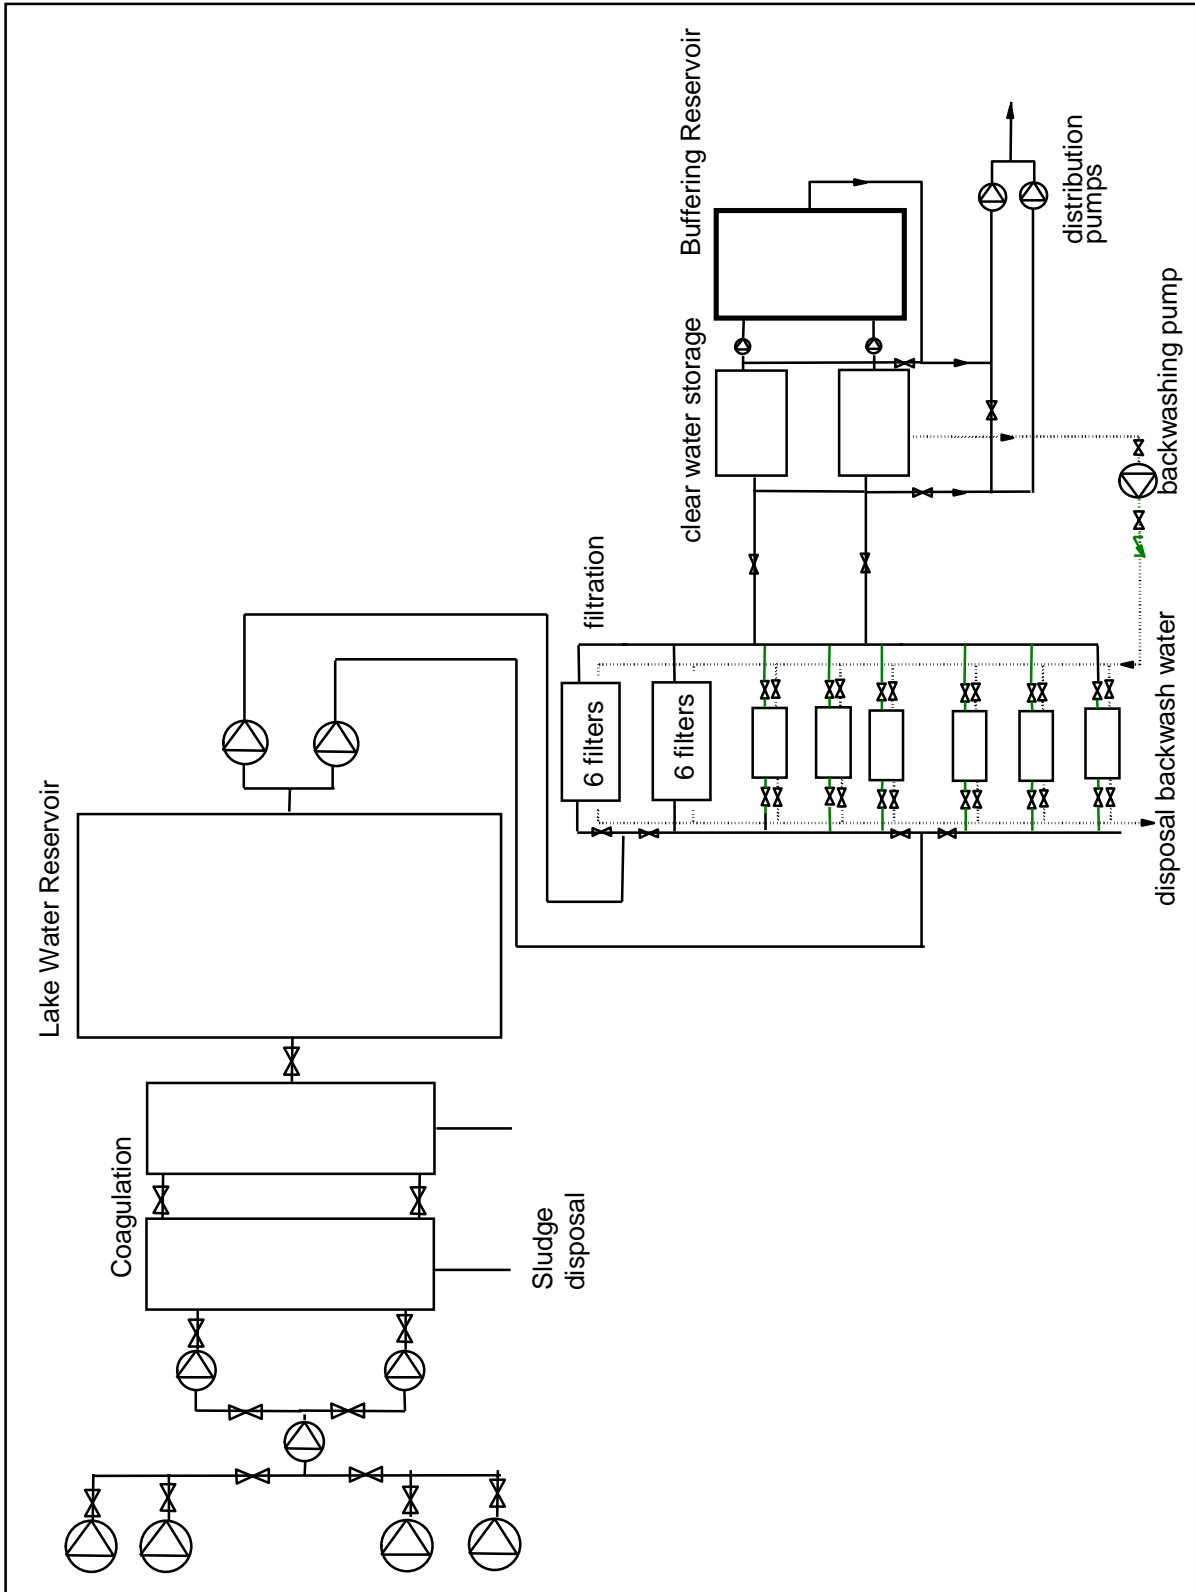 Lake Water Reservoir
Coagulation
Sludge
disposal
filtration
6 filters
6 filters
clear water storage
Buffering Reservoir
distribution
pumps
backwashing pump
disposal backwash water